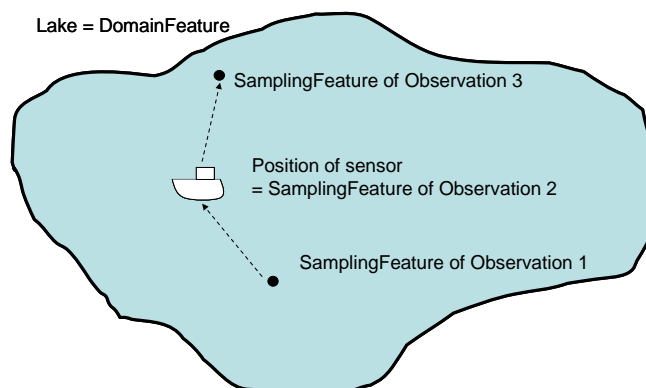 Lake = DomainFeature
SamplingFeature of Observation 3
Position of sensor
= SamplingFeature of Observation 2
SamplingFeature of Observation 1